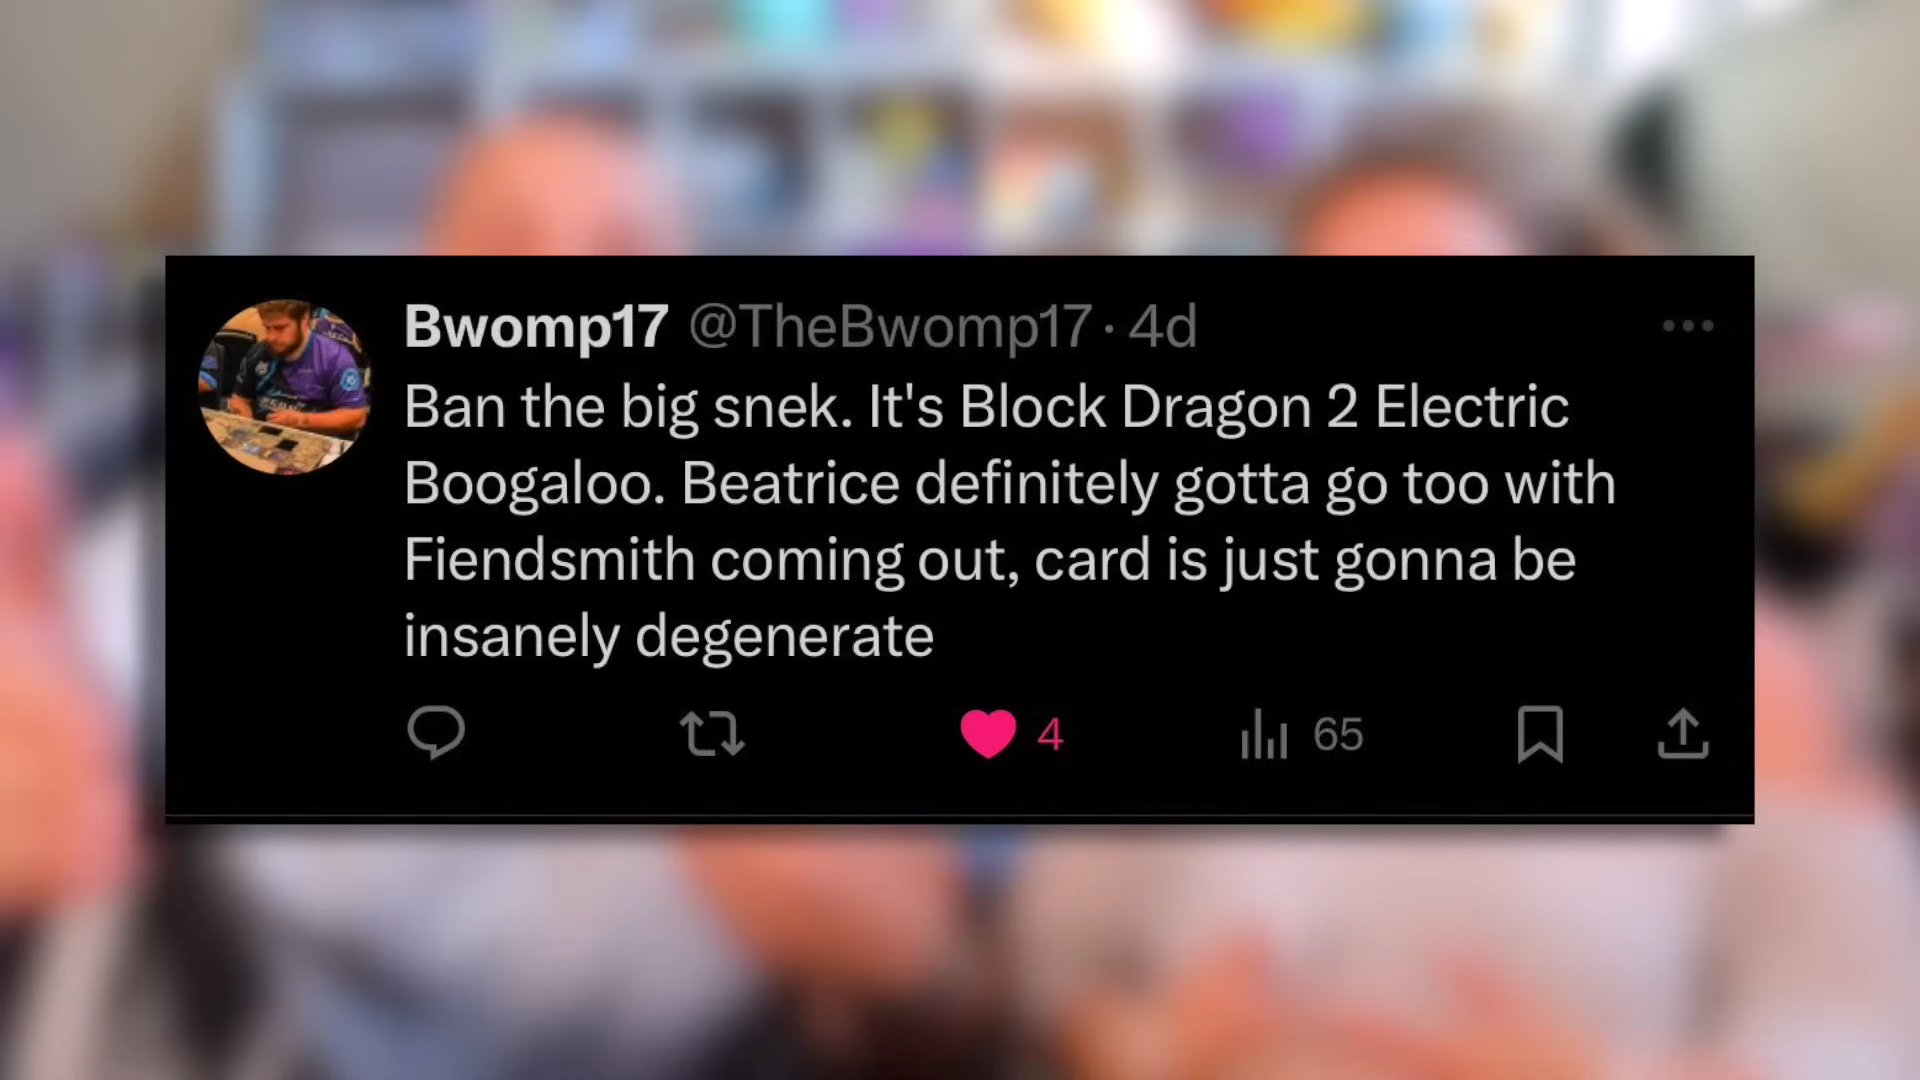 Bwomp17 @TheBwomp17 · 4d
Ban the big snek. It's Block Dragon 2 Electric
Boogaloo. Beatrice definitely gotta go too with
Fiendsmith coming out, card is just gonna be
insanely degenerate
4 65